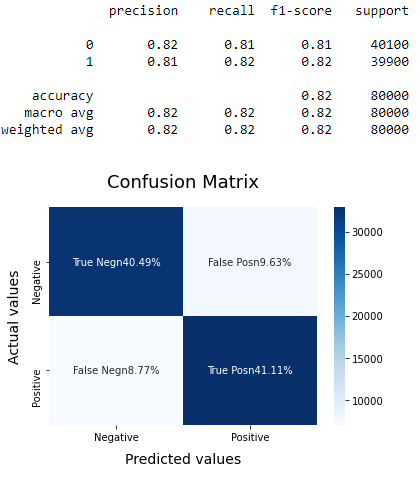 precision recall f1-score support
0 0.82 0.81 0.81 40100
1 0.81 0.82 0.82 39900
accuracy 0.82 80000
macro avg 0.82 0.82 0.82 80000
weighted avg 0.82 0.82 0.82 80000
Confusion Matrix
True Negn40.49% False Posn9.63%
False Negn8.77% True Posn41.11%
Actual values
Negative
Positive
Negative Positive
Predicted values
30000
25000
20000
15000
10000